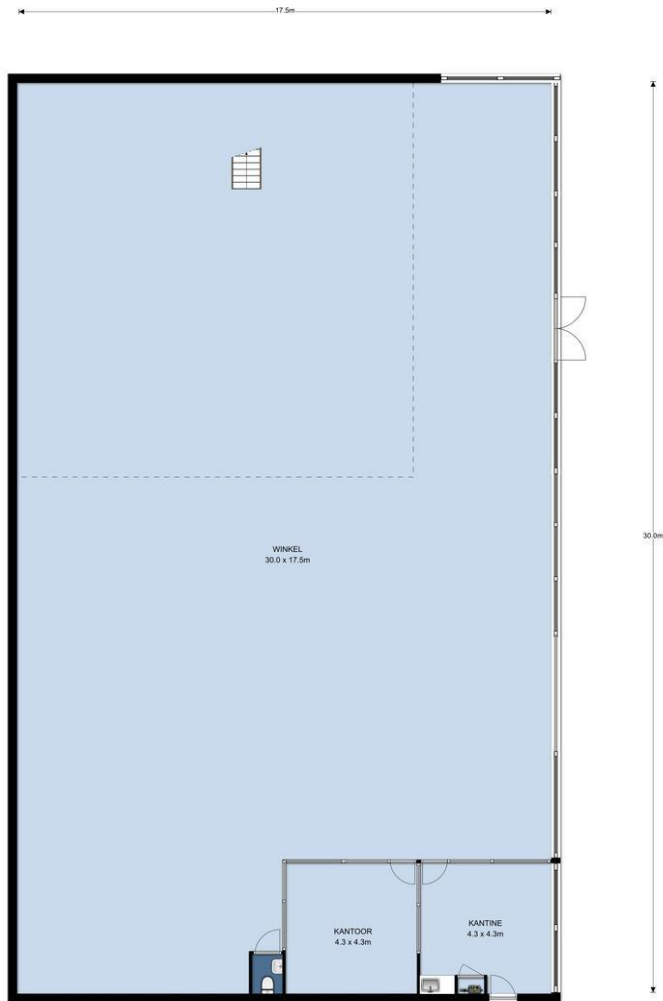 17.5m
30.0m
WINKEL
30.0 x 17.5m
KANTOOR
4.3 x 4.3m
KANTINE
4.3 x 4.3m